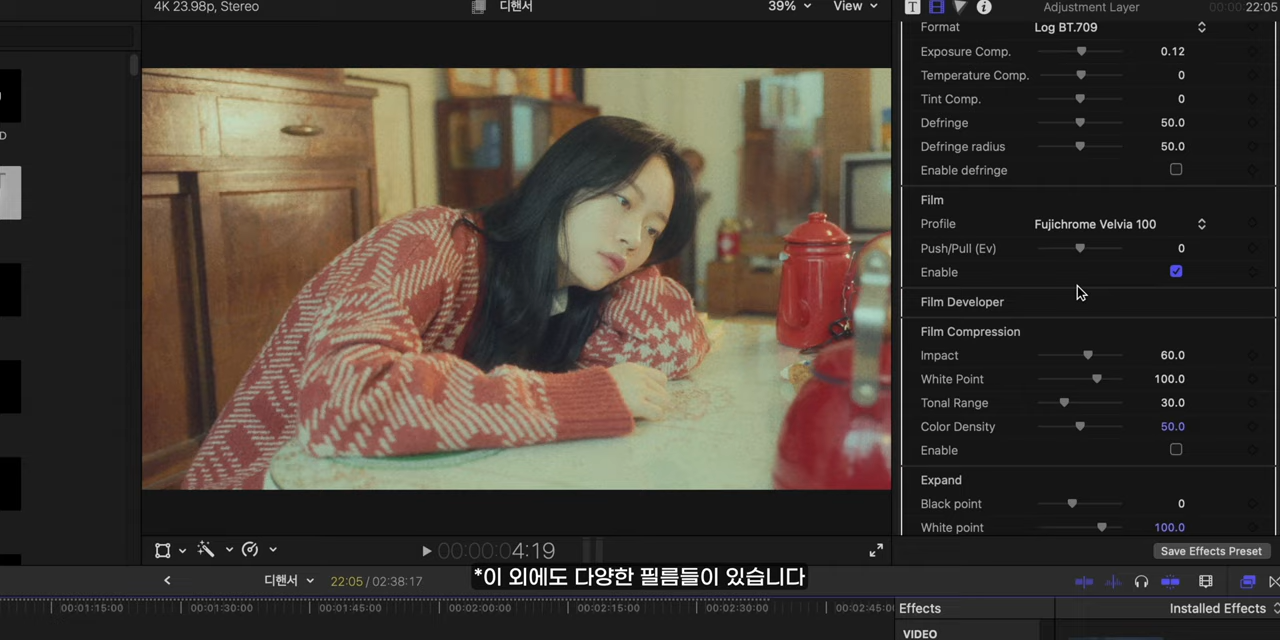 4K 23.98p, Stereo
디핸서
39%
View
T
Adjustment Layer
00:00:22:05
Format
Log BT.709
Exposure Comp.
0.12
Temperature Comp.
0
Tint Comp.
0
Defringe
50.0
Defringe radius
50.0
Enable defringe
Film
Profile
Fujichrome Velvia 100
Push/Pull (Ev)
0
Enable
Film Developer
Film Compression
Impact
60.0
White Point
100.0
Tonal Range
30.0
Color Density
50.0
Enable
Expand
Black point
0
White point
100.0
D
Save Effects Preset
00:00:04:19
*이 외에도 다양한 필름들이 있습니다
디핸서
22:05 / 02:38:17
00:01:15:00
00:01:30:00
00:01:45:00
00:02:00:00
00:02:15:00
00:02:30:00
00:02:45:00
Effects
Installed Effects
VIDEO